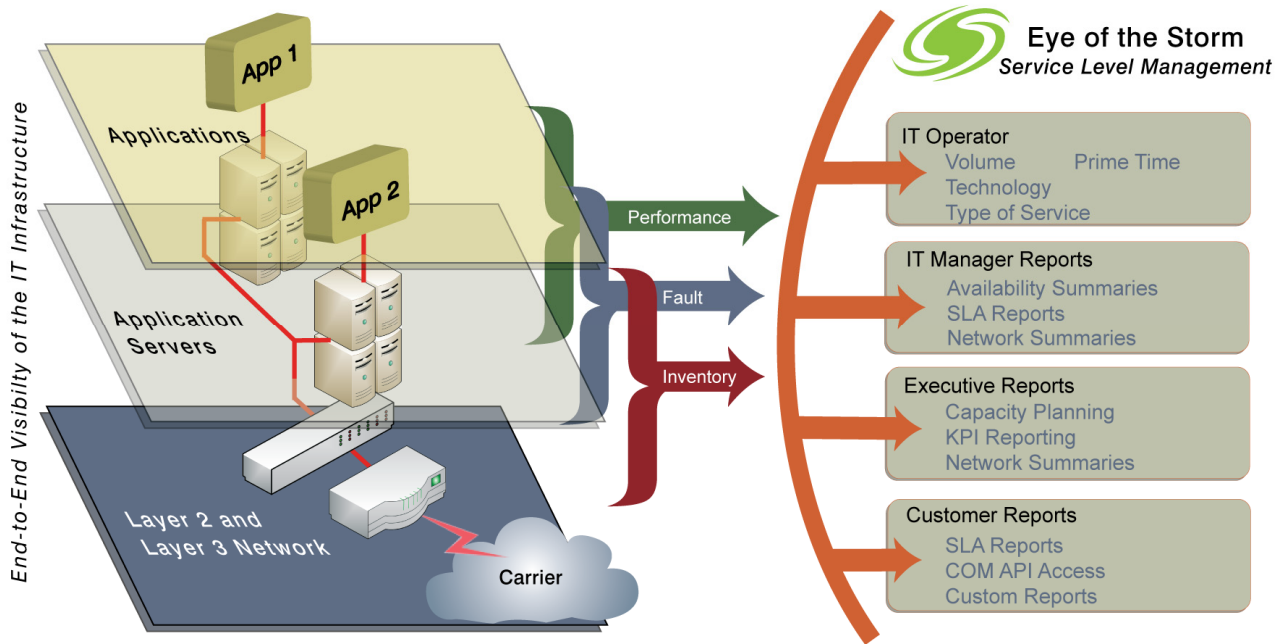 End-to-End Visibilty of the IT Infrastructure
App 1
Applications
App 2
Application
Servers
Layer 2 and
Layer 3 Network
Carrier
Performance
Fault
Inventory
Eye of the Storm
Service Level Management
IT Operator
Volume Prime Time
Technology
Type of Service
IT Manager Reports
Availability Summaries
SLA Reports
Network Summaries
Executive Reports
Capacity Planning
KPI Reporting
Network Summaries
Customer Reports
SLA Reports
COM API Access
Custom Reports